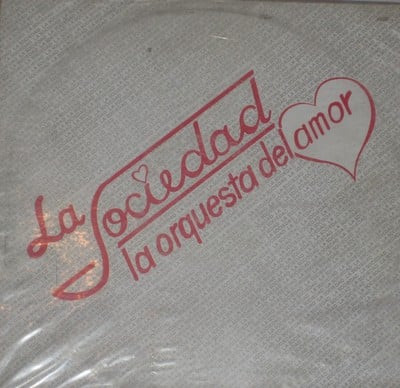 La Sociedad
la orquesta del amor